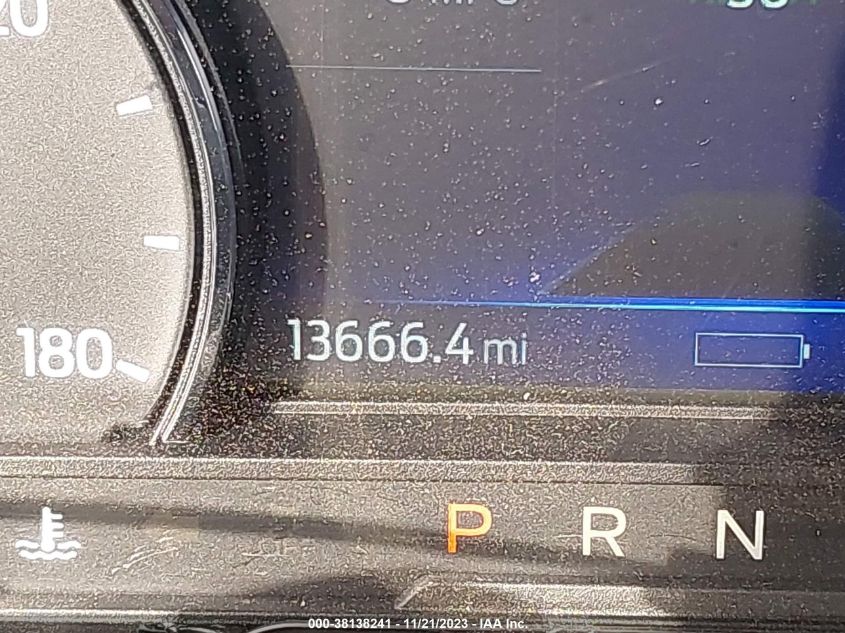 180
13666.4 mi
P R N
000-38138241 - 11/21/2023 - IAA Inc.